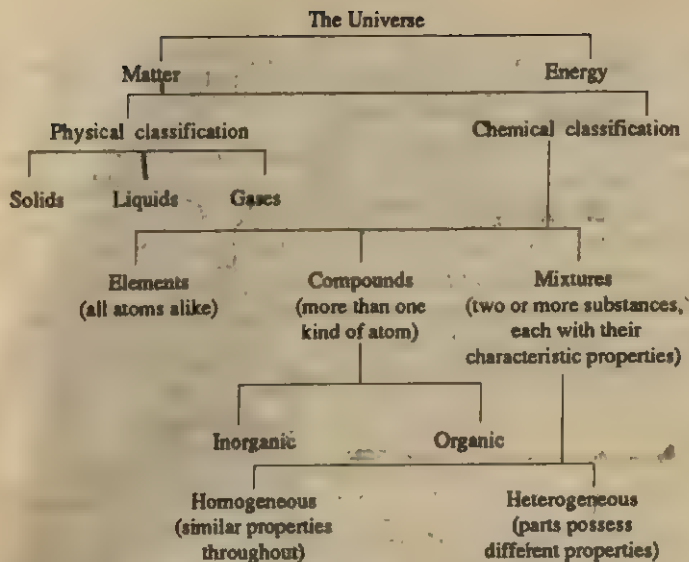 The Universe
Matter Energy
Physical classification Chemical classification
Solids Liquids Gases
Elements Compounds Mixtures
(all atoms alike) (more than one (two or more substances,
kind of atom) each with their
characteristic properties)
Inorganic Organic
Homogeneous Heterogeneous
(similar properties (parts possess
throughout) different properties)